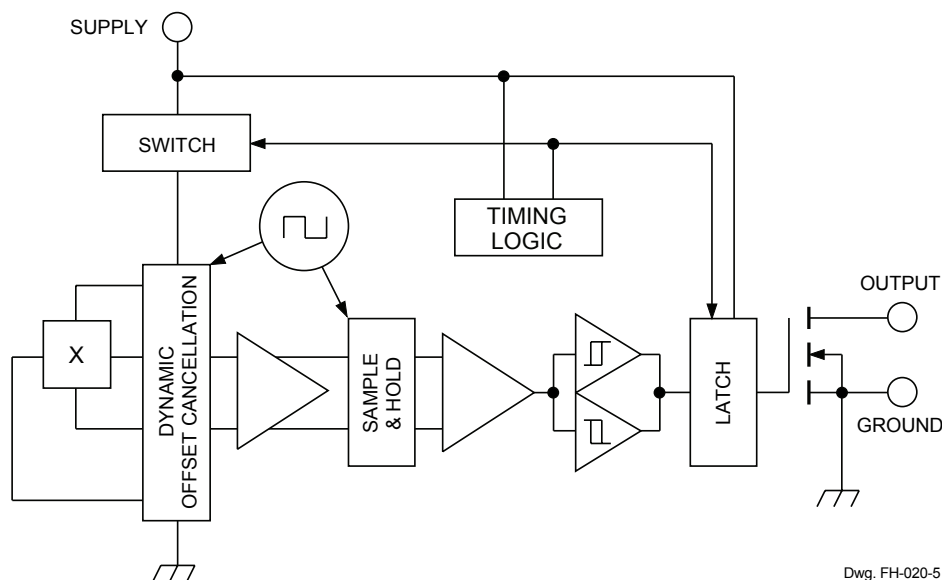 SUPPLY
SWITCH
TIMING
LOGIC
OUTPUT
X
DYNAMIC
OFFSET CANCELLATION
SAMPLE
& HOLD
LATCH
GROUND
Dwg. FH-020-5